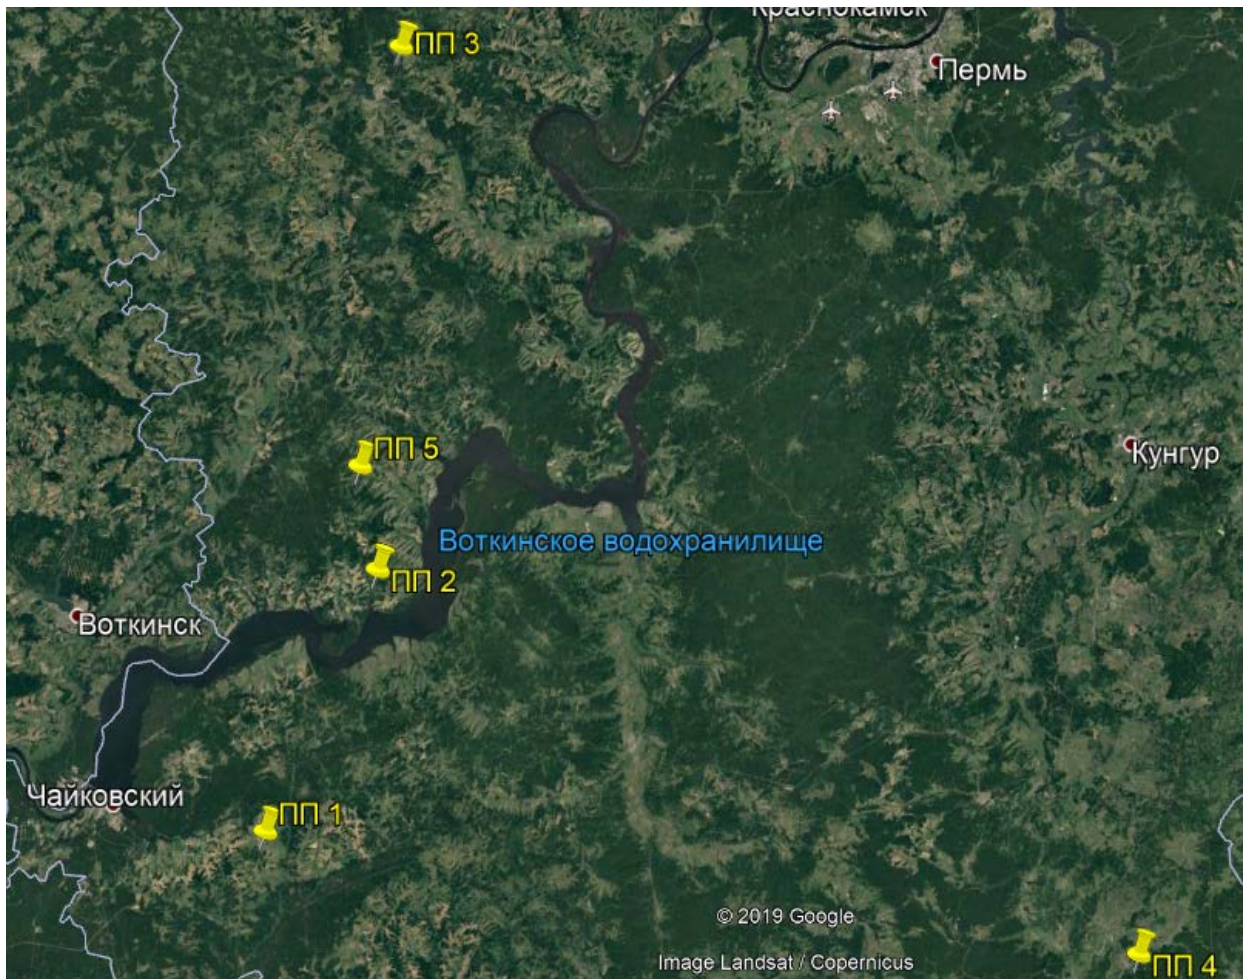 Краснокамск
ПП 3
Пермь
ПП 5
Кунгур
Воткинское водохранилище
ПП 2
Воткинск
Чайковский
ПП 1
© 2019 Google
Image Landsat / Copernicus
ПП 4